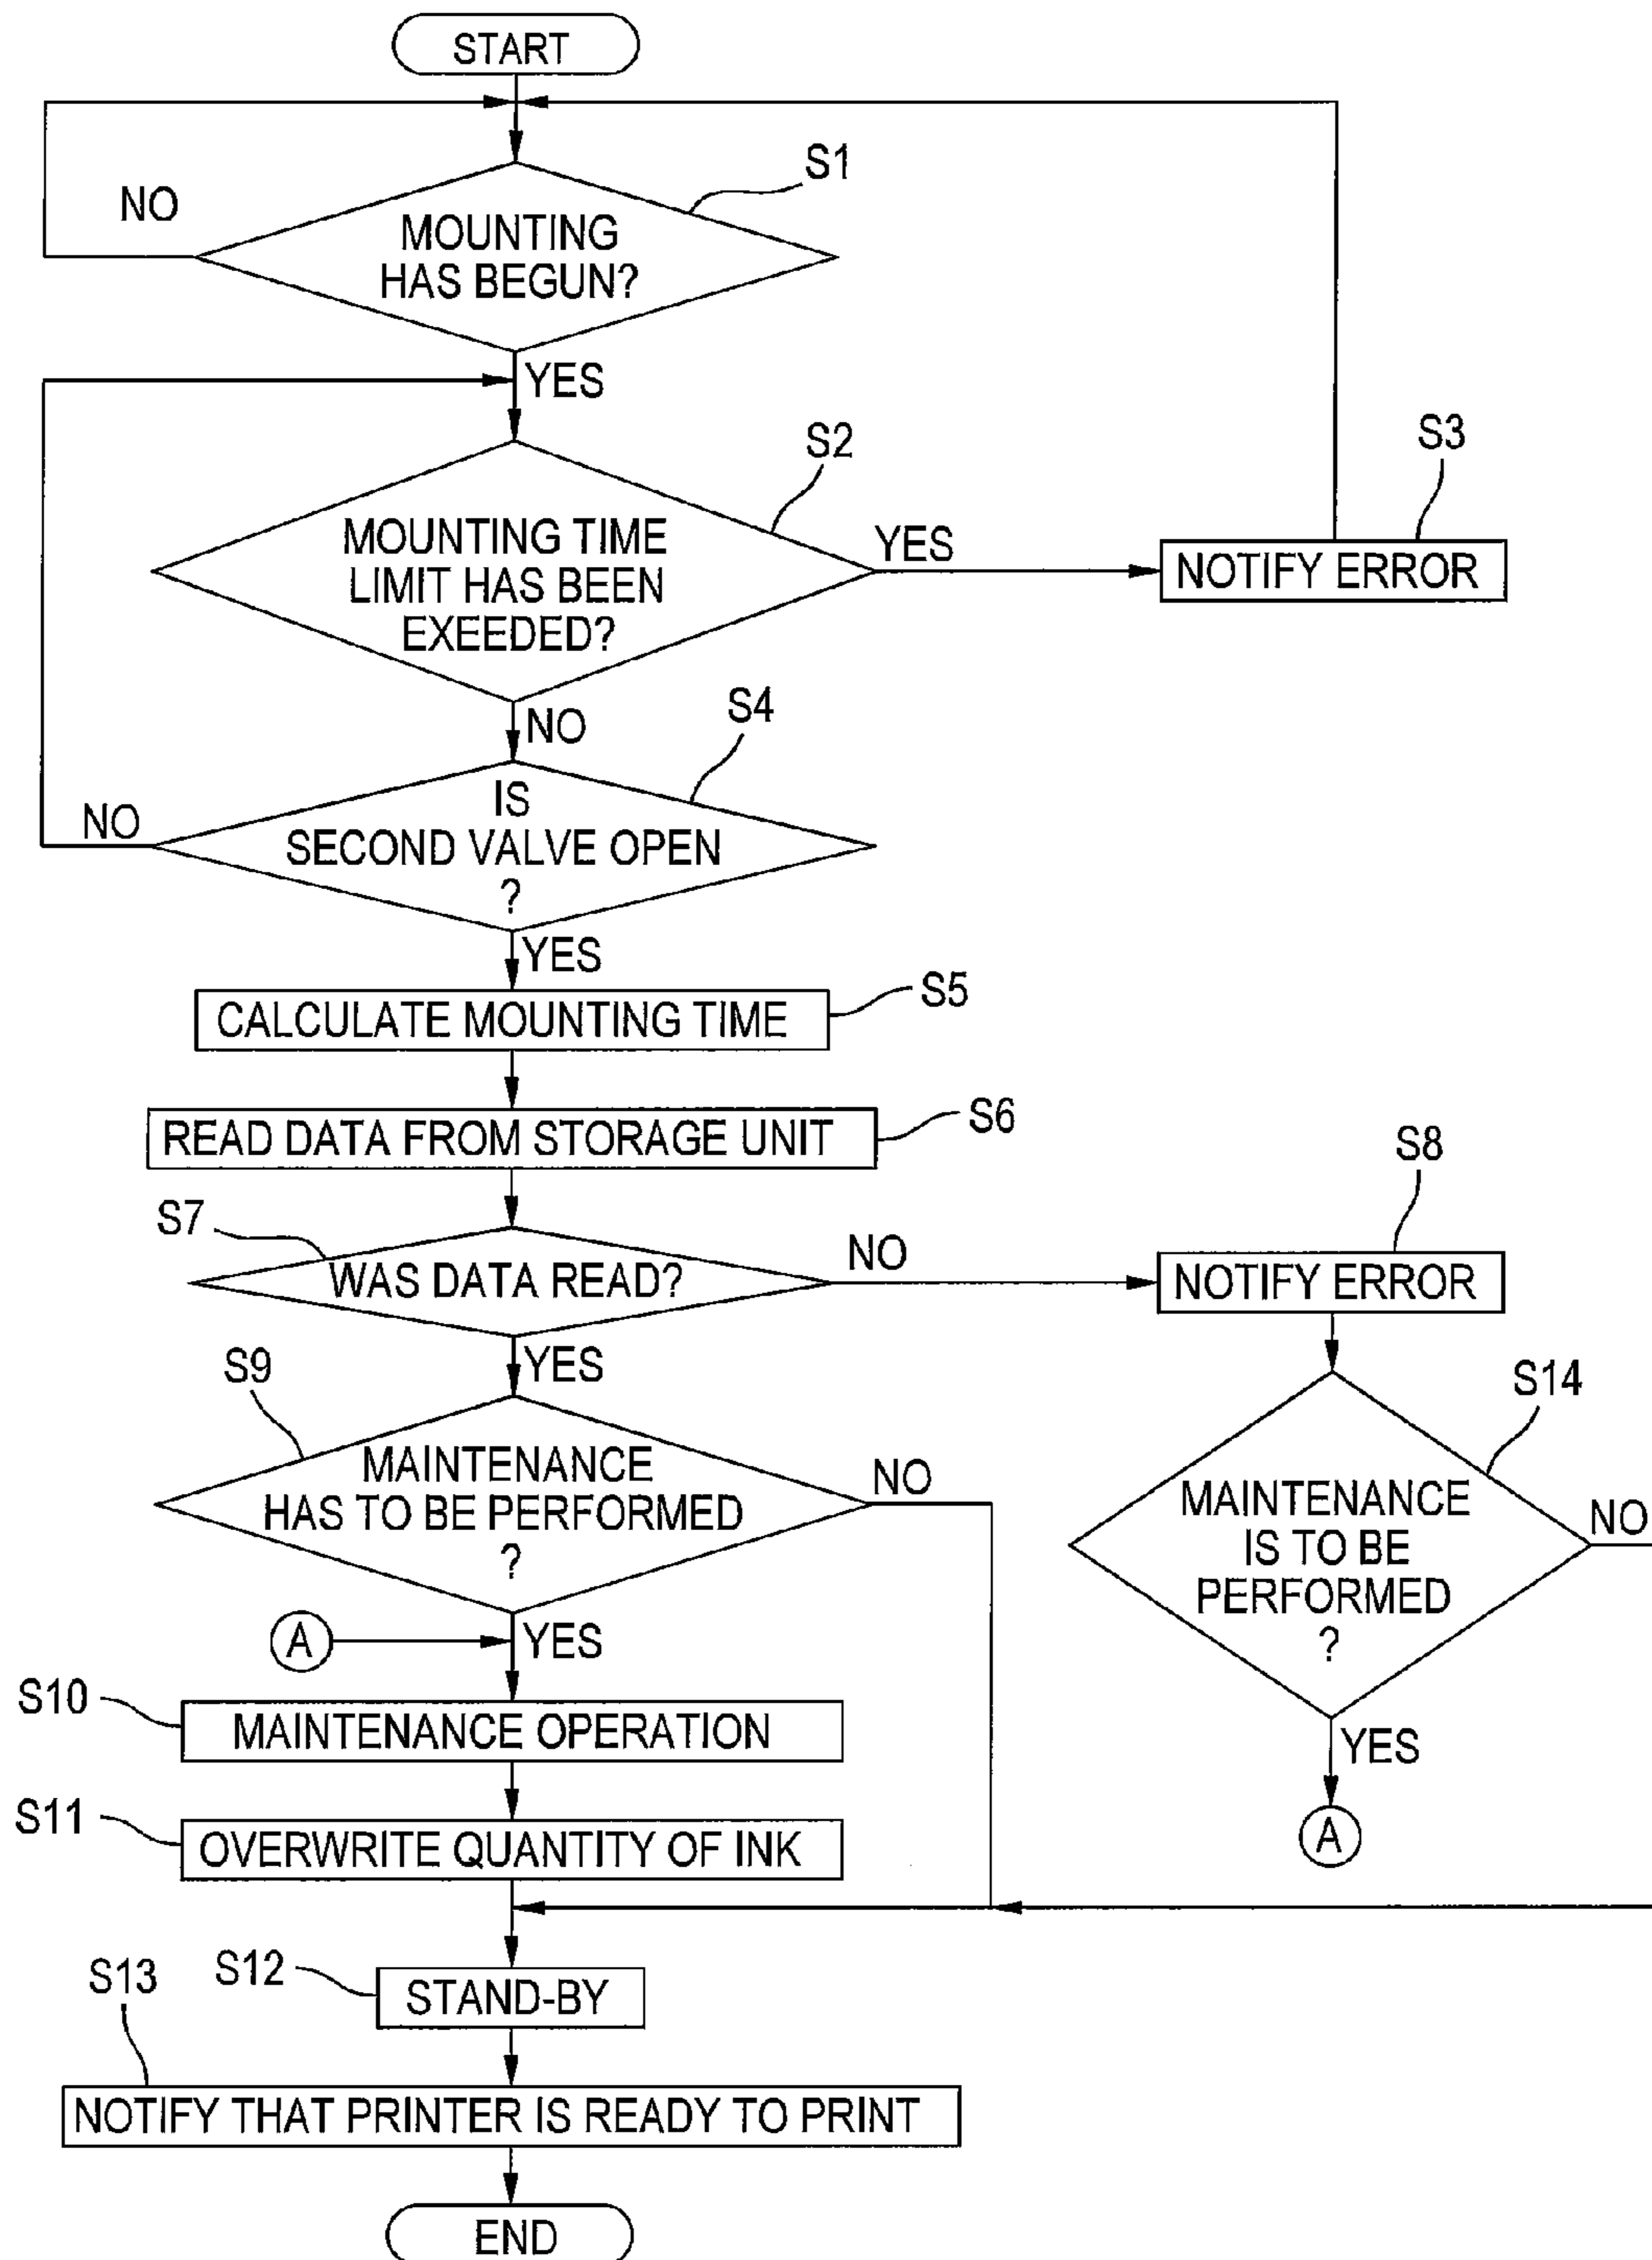 START
S1
NO
MOUNTING
HAS BEGUN?
YES
S2
S3
MOUNTING TIME
LIMIT HAS BEEN
EXEEDED?
YES
NOTIFY ERROR
NO
S4
IS
SECOND VALVE OPEN
?
NO
YES
S5
CALCULATE MOUNTING TIME
S6
READ DATA FROM STORAGE UNIT
S7
WAS DATA READ?
NO
S8
NOTIFY ERROR
YES
S9
MAINTENANCE
HAS TO BE PERFORMED
?
NO
S14
MAINTENANCE
IS TO BE
PERFORMED
?
NO
YES
A
A
YES
S10
MAINTENANCE OPERATION
S11
OVERWRITE QUANTITY OF INK
S12
STAND-BY
S13
NOTIFY THAT PRINTER IS READY TO PRINT
END